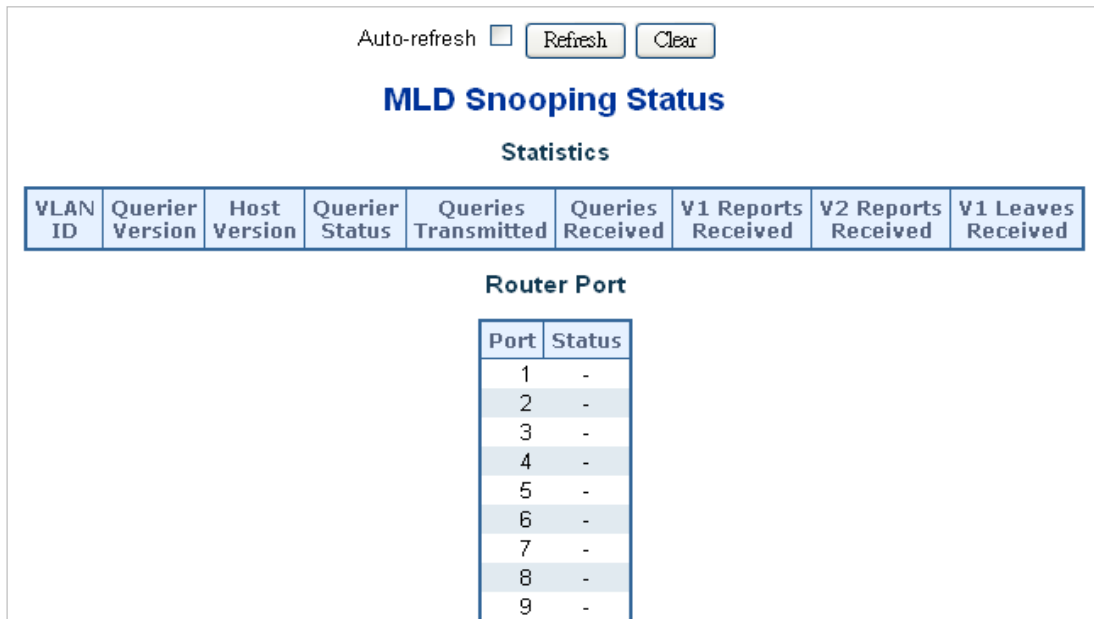 Auto-refresh Refresh Clear
MLD Snooping Status
Statistics
VLAN ID Querier Version Host Version Querier Status Queries Transmitted Queries Received V1 Reports Received V2 Reports Received V1 Leaves Received
Router Port
Port Status
1 -
2 -
3 -
4 -
5 -
6 -
7 -
8 -
9 -